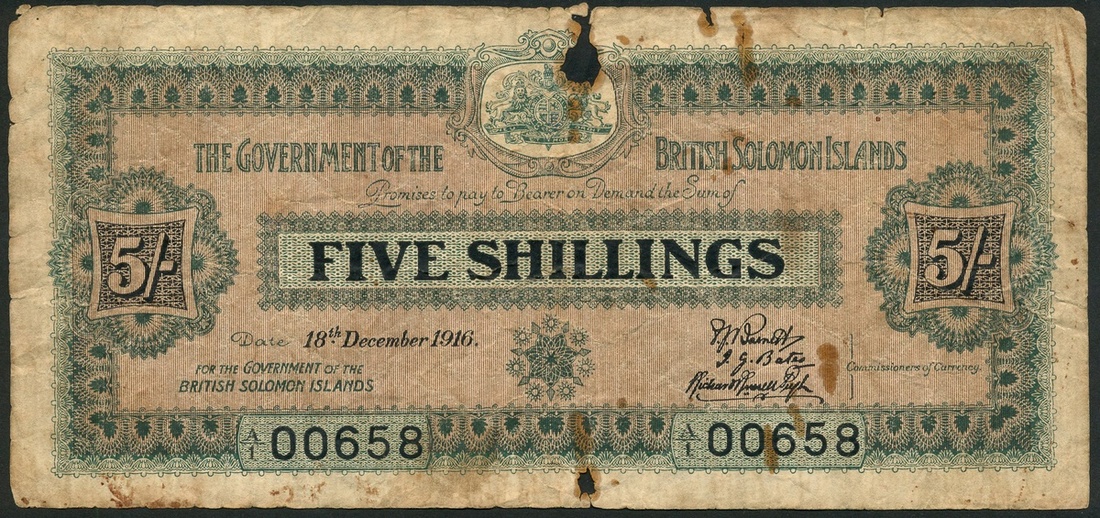 THE GOVERNMENT OF THE BRITISH SOLOMON ISLANDS
Promises to pay to Bearer on Demand the Sum of
5/- FIVE SHILLINGS 5/-
Date 18th December 1916.
FOR THE GOVERNMENT OF THE
BRITISH SOLOMON ISLANDS
Commissioners of Currency.
A/1 00658 A/1 00658